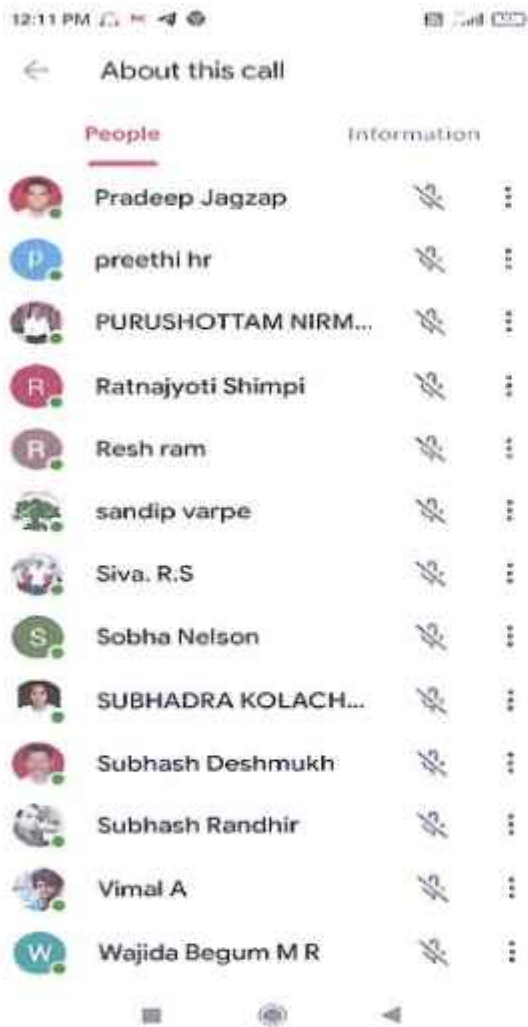 12:11 PM
About this call
People Information
Pradeep Jagzap
P preethi hr
PURUSHOTTAM NIRM...
R Ratnajyoti Shimpi
R Resh ram
sandip varpe
Siva. R.S
S Sobha Nelson
SUBHADRA KOLACH...
Subhash Deshmukh
Subhash Randhir
Vimal A
W Wajida Begum M R